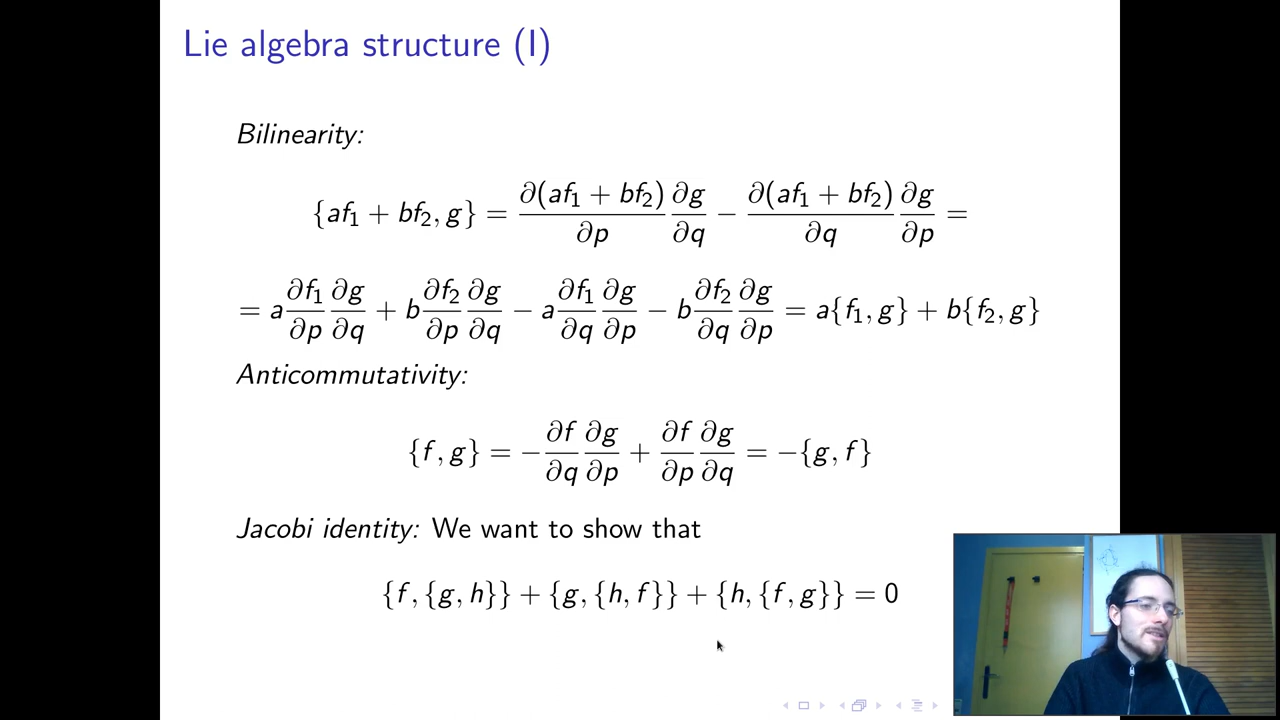 Lie algebra structure (I)
Bilinearity:
{af₁ + bf₂, g} = ∂(af₁ + bf₂)/∂p ∂g/∂q − ∂(af₁ + bf₂)/∂q ∂g/∂p =
= a ∂f₁/∂p ∂g/∂q + b ∂f₂/∂p ∂g/∂q − a ∂f₁/∂q ∂g/∂p − b ∂f₂/∂q ∂g/∂p = a{f₁, g} + b{f₂, g}
Anticommutativity:
{f, g} = − ∂f/∂q ∂g/∂p + ∂f/∂p ∂g/∂q = −{g, f}
Jacobi identity: We want to show that
{f, {g, h}} + {g, {h, f}} + {h, {f, g}} = 0